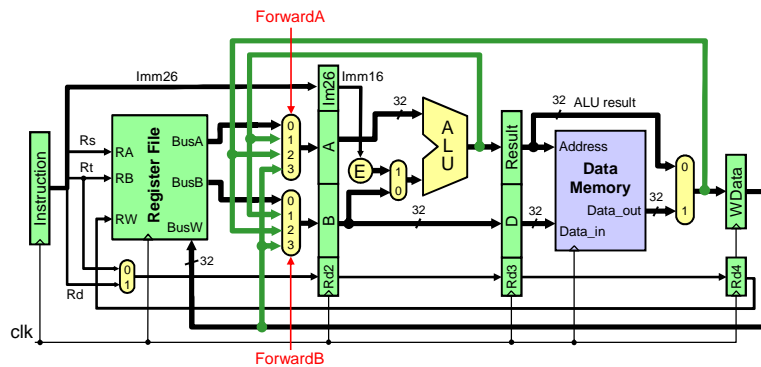 ForwardA
Imm26
Im26
Imm16
32
ALU result
Instruction
Rs
Rt
Rd
RA
RB
RW
Register File
BusA
BusB
BusW
0
1
2
3
0
1
2
3
A
B
E
1
0
32
A
L
U
32
Result
D
32
Address
Data
Memory
Data_out
Data_in
32
0
1
WData
32
0
1
Rd2
Rd3
Rd4
clk
ForwardB